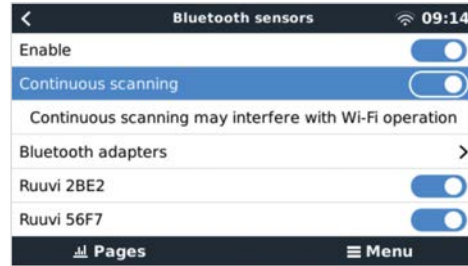 Bluetooth sensors 09:14
Enable
Continuous scanning
Continuous scanning may interfere with Wi-Fi operation
Bluetooth adapters
Ruuvi 2BE2
Ruuvi 56F7
Pages Menu